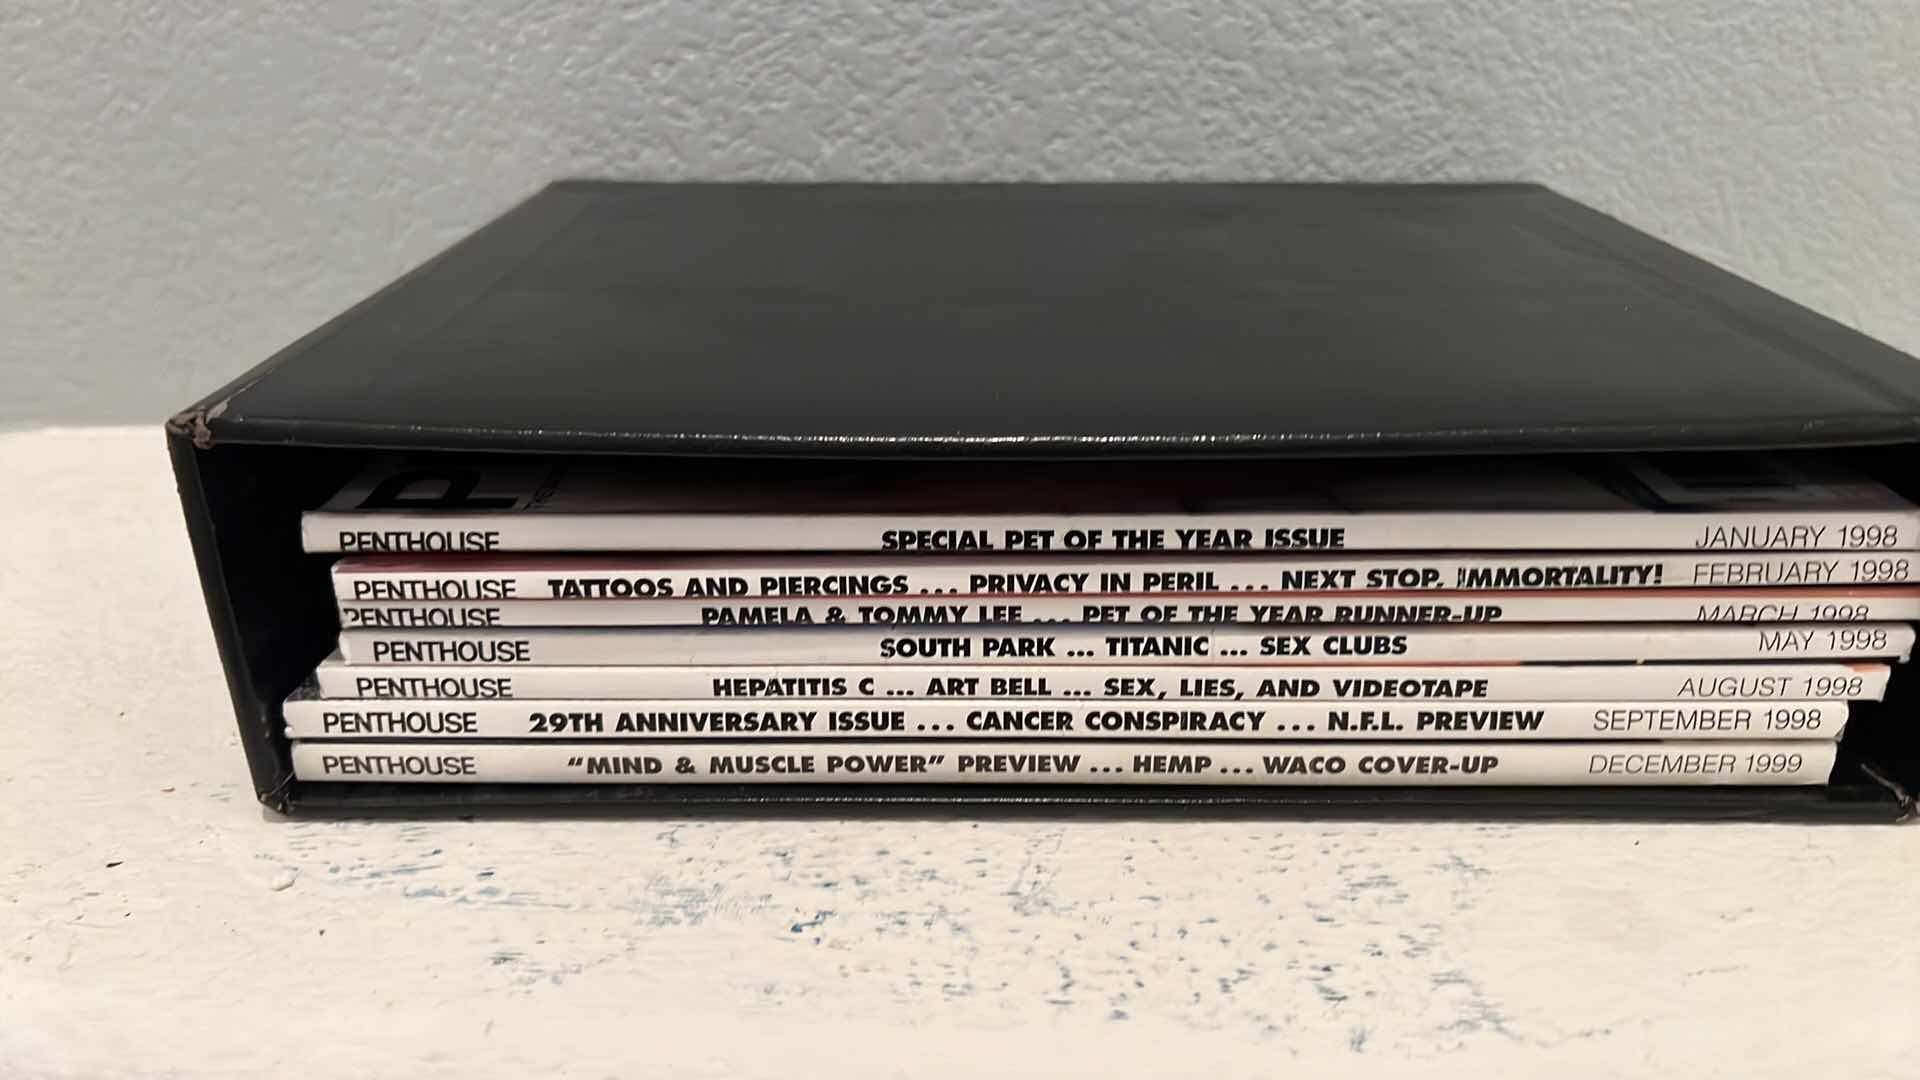 PENTHOUSE SPECIAL PET OF THE YEAR ISSUE JANUARY 1998
PENTHOUSE TATTOOS AND PIERCINGS ... PRIVACY IN PERIL ... NEXT STOP, IMMORTALITY! FEBRUARY 1998
PENTHOUSE PAMELA & TOMMY LEE ... PET OF THE YEAR RUNNER-UP MARCH 1998
PENTHOUSE SOUTH PARK ... TITANIC ... SEX CLUBS MAY 1998
PENTHOUSE HEPATITIS C ... ART BELL ... SEX, LIES, AND VIDEOTAPE AUGUST 1998
PENTHOUSE 29TH ANNIVERSARY ISSUE ... CANCER CONSPIRACY ... N.F.L. PREVIEW SEPTEMBER 1998
PENTHOUSE "MIND & MUSCLE POWER" PREVIEW ... HEMP ... WACO COVER-UP DECEMBER 1999